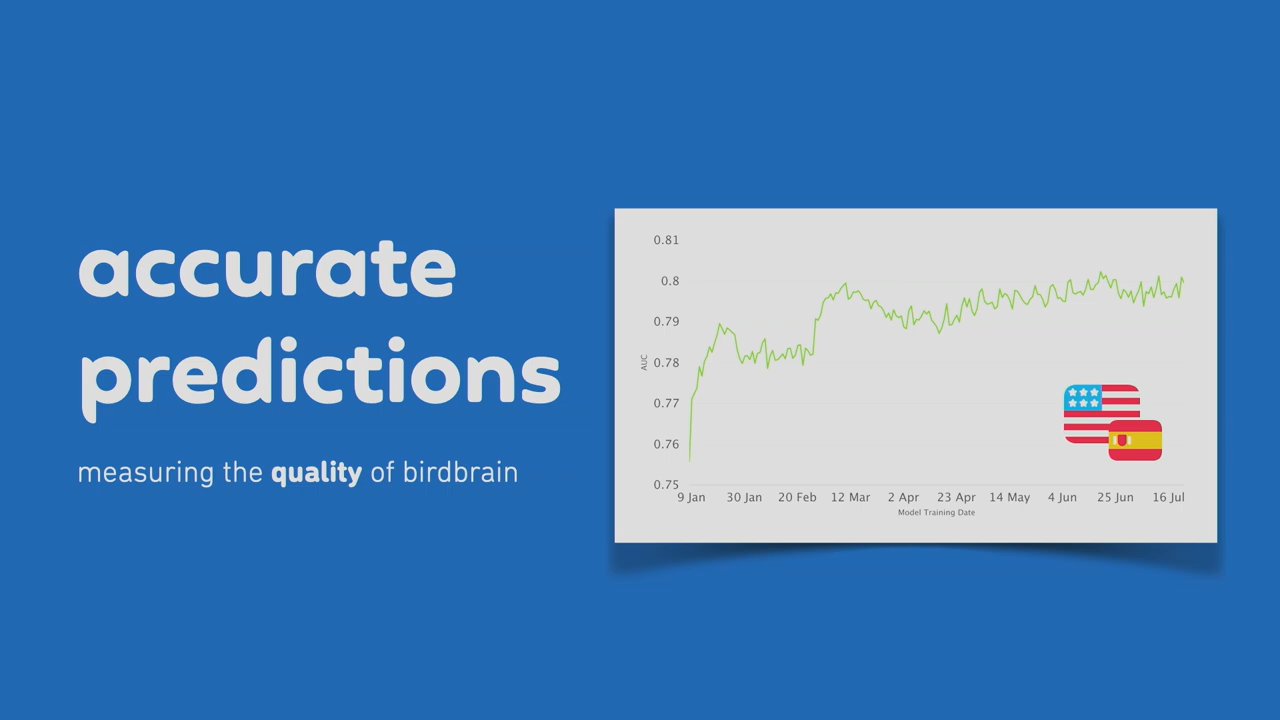 accurate
predictions
measuring the quality of birdbrain
0.81
0.8
0.79
0.78
0.77
0.76
0.75
AUC
9 Jan 30 Jan 20 Feb 12 Mar 2 Apr 23 Apr 14 May 4 Jun 25 Jun 16 Jul
Model Training Date